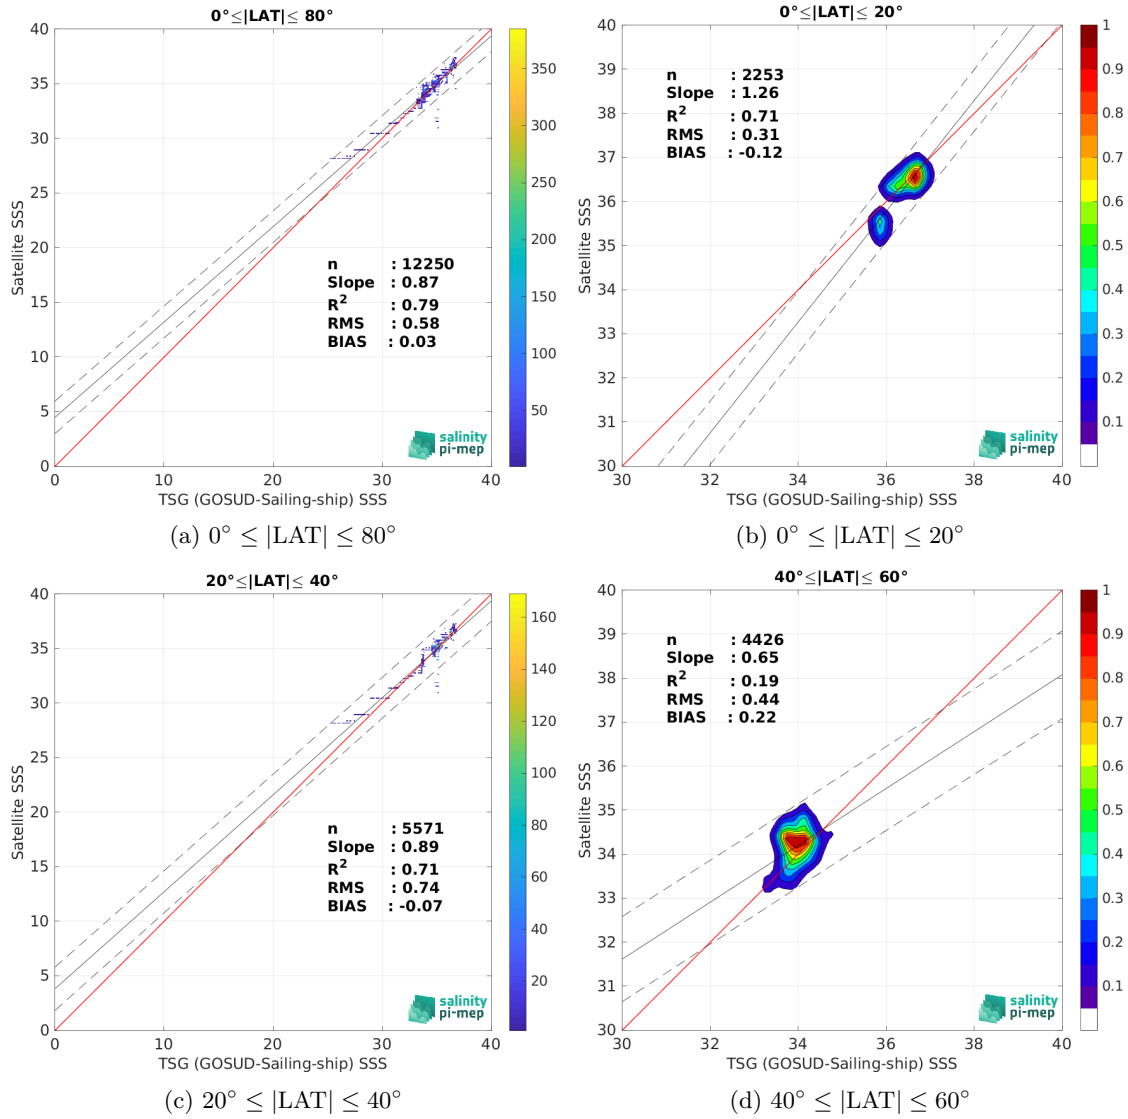 0°≤|LAT|≤ 80°
40
35
30
25
20
15
10
5
0
Satellite SSS
n : 12250
Slope : 0.87
R² : 0.79
RMS : 0.58
BIAS : 0.03
salinity
pi-mep
0 10 20 30 40
TSG (GOSUD-Sailing-ship) SSS
350
300
250
200
150
100
50
(a) 0° ≤ |LAT| ≤ 80°
0°≤|LAT|≤ 20°
40
39
38
37
36
35
34
33
32
31
30
Satellite SSS
n : 2253
Slope : 1.26
R² : 0.71
RMS : 0.31
BIAS : -0.12
salinity
pi-mep
30 32 34 36 38 40
TSG (GOSUD-Sailing-ship) SSS
1
0.9
0.8
0.7
0.6
0.5
0.4
0.3
0.2
0.1
(b) 0° ≤ |LAT| ≤ 20°
20°≤|LAT|≤ 40°
40
35
30
25
20
15
10
5
0
Satellite SSS
n : 5571
Slope : 0.89
R² : 0.71
RMS : 0.74
BIAS : -0.07
salinity
pi-mep
0 10 20 30 40
TSG (GOSUD-Sailing-ship) SSS
160
140
120
100
80
60
40
20
(c) 20° ≤ |LAT| ≤ 40°
40°≤|LAT|≤ 60°
40
39
38
37
36
35
34
33
32
31
30
Satellite SSS
n : 4426
Slope : 0.65
R² : 0.19
RMS : 0.44
BIAS : 0.22
salinity
pi-mep
30 32 34 36 38 40
TSG (GOSUD-Sailing-ship) SSS
1
0.9
0.8
0.7
0.6
0.5
0.4
0.3
0.2
0.1
(d) 40° ≤ |LAT| ≤ 60°